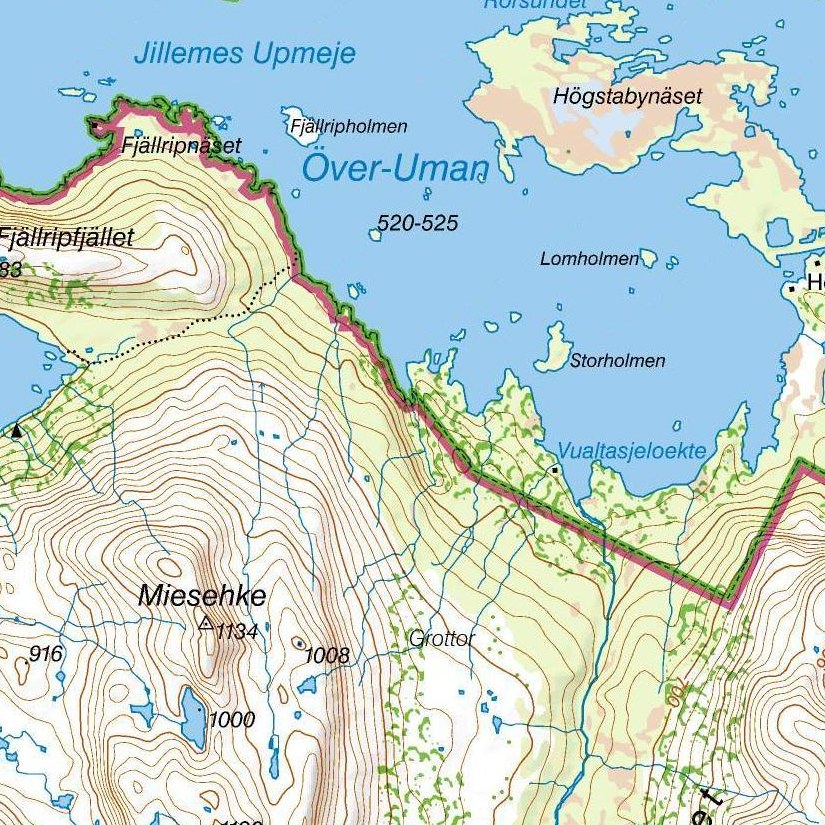 Rörsundet
Jillemes Upmeje
Högstabynäset
Fjällripholmen
Fjällripnäset
Över-Uman
520-525
Fjällripfjället
83
Lomholmen
Storholmen
Vualtasjeloekte
Miesehke
1134
Grottor
916
1008
700
1000
et